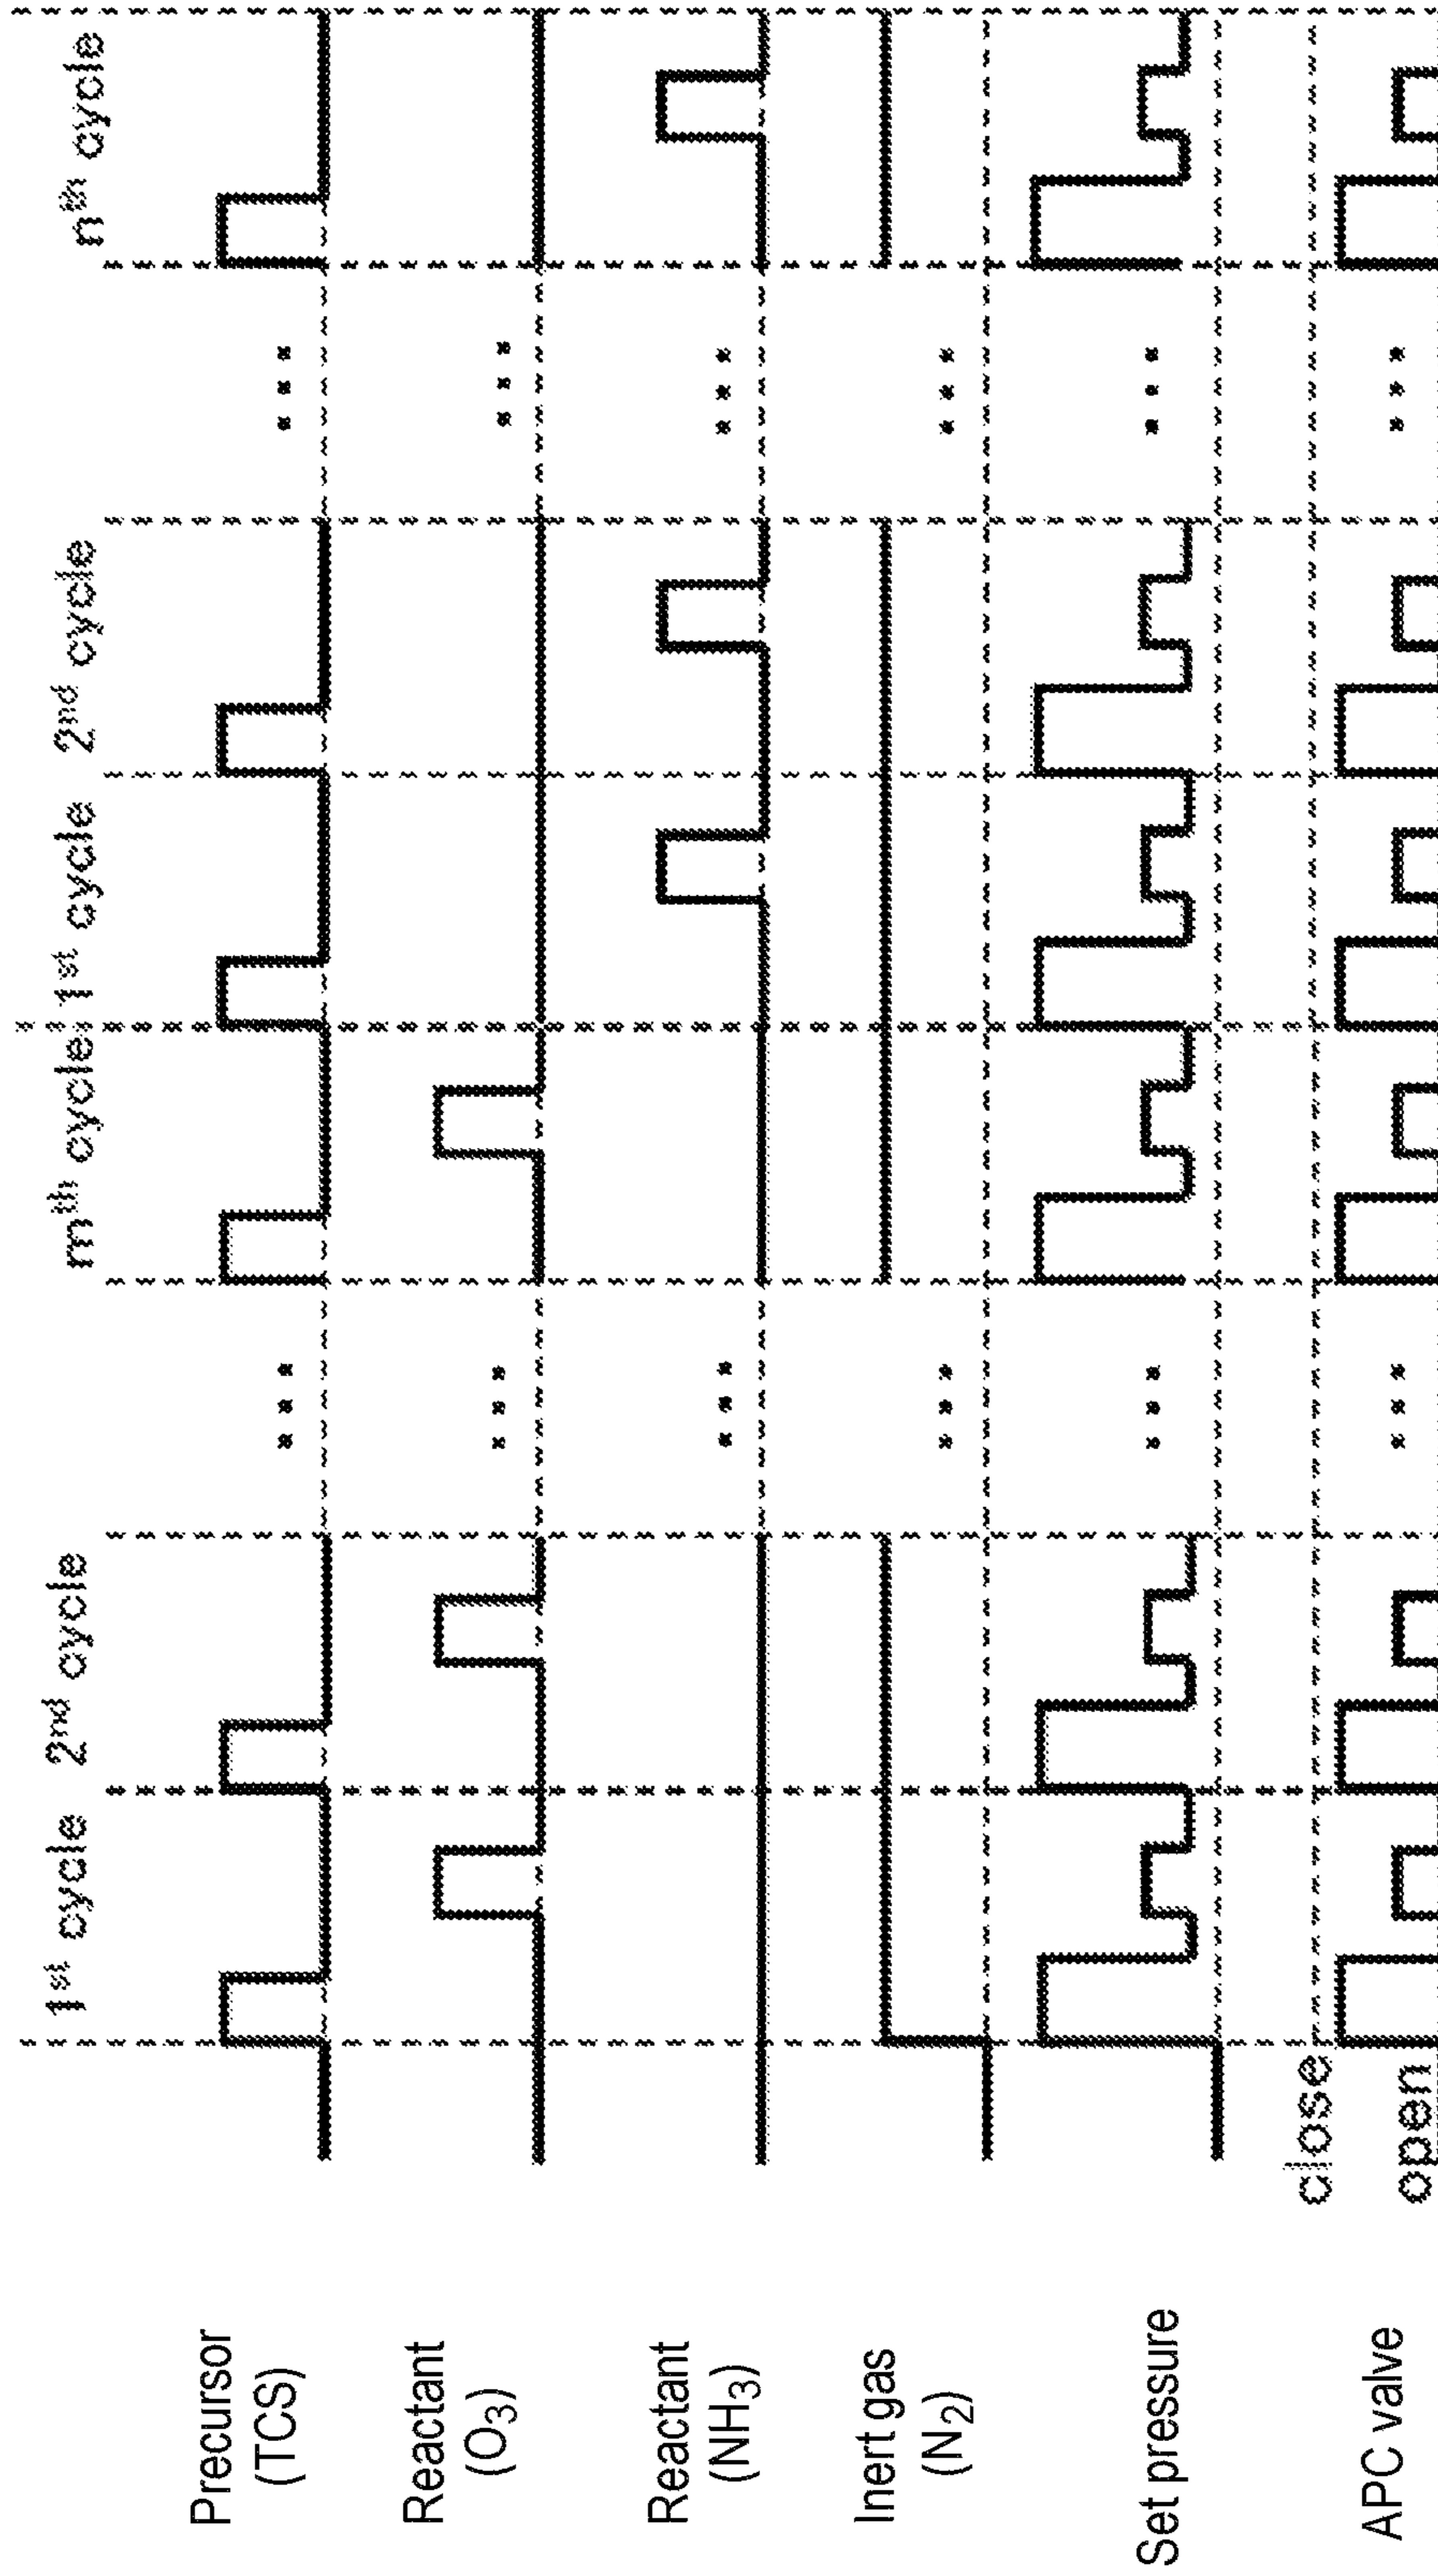 1st cycle 2nd cycle mth cycle 1st cycle 2nd cycle nth cycle
Precursor
(TCS)
Reactant
(O3)
Reactant
(NH3)
Inert gas
(N2)
Set pressure
close
open
APC valve